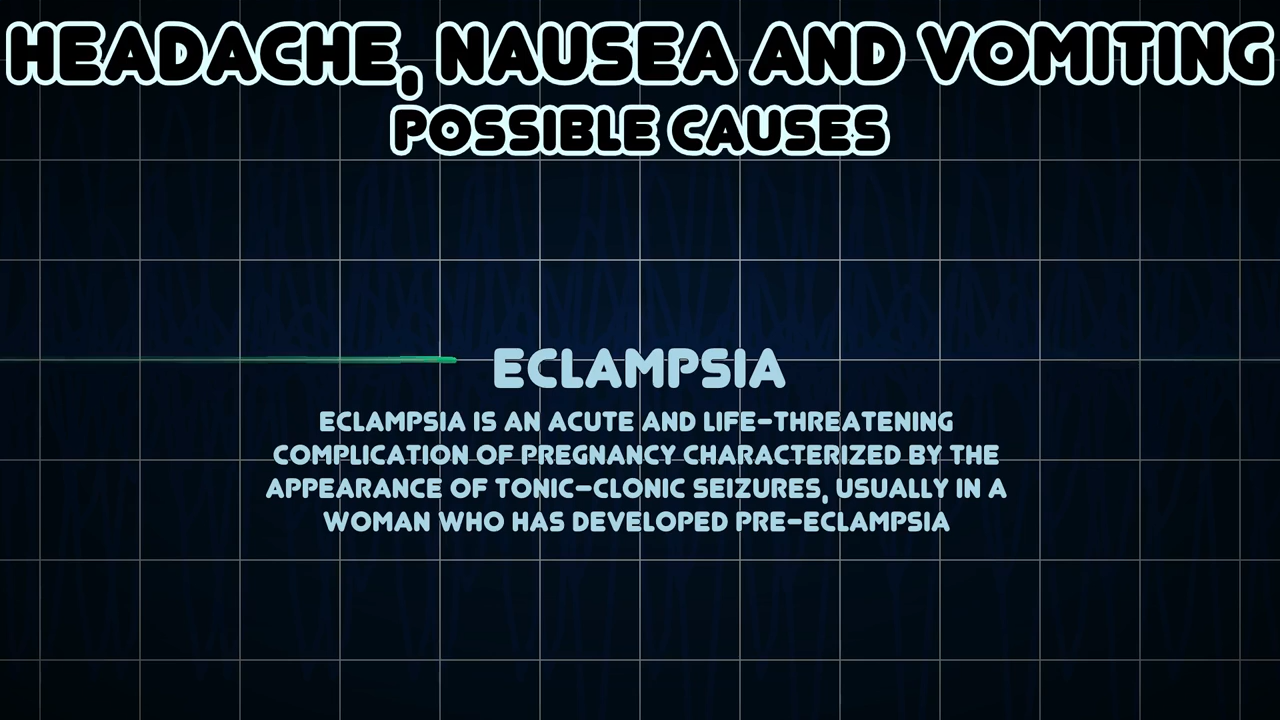 HEADACHE, NAUSEA AND VOMITING
POSSIBLE CAUSES
ECLAMPSIA
ECLAMPSIA IS AN ACUTE AND LIFE-THREATENING
COMPLICATION OF PREGNANCY CHARACTERIZED BY THE
APPEARANCE OF TONIC-CLONIC SEIZURES, USUALLY IN A
WOMAN WHO HAS DEVELOPED PRE-ECLAMPSIA